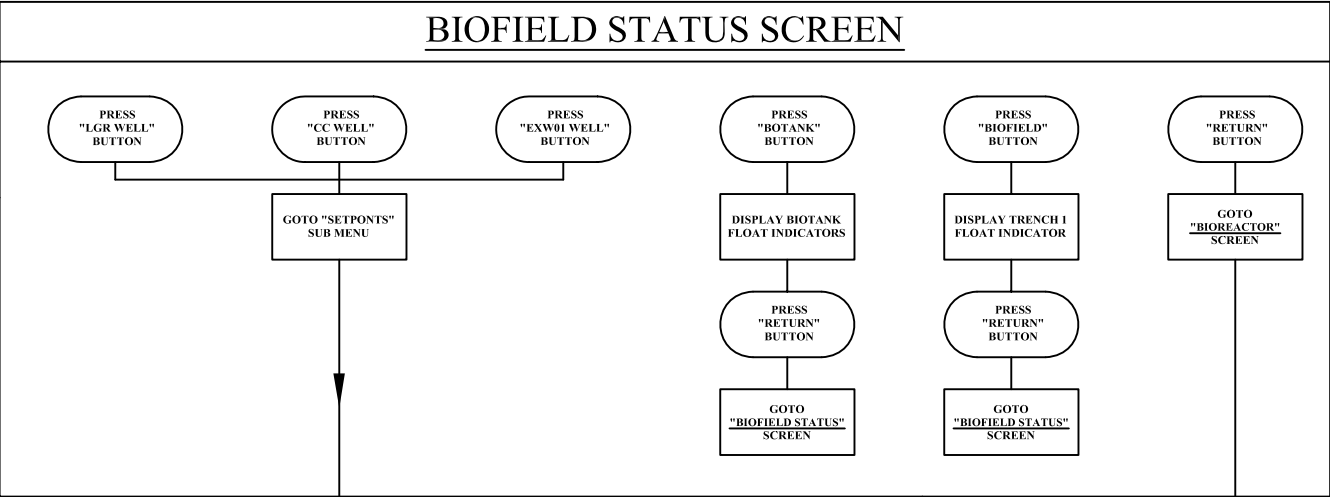 BIOFIELD STATUS SCREEN
PRESS
"LGR WELL"
BUTTON
PRESS
"CC WELL"
BUTTON
PRESS
"EXW01 WELL"
BUTTON
PRESS
"BOTANK"
BUTTON
PRESS
"BIOFIELD"
BUTTON
PRESS
"RETURN"
BUTTON
GOTO "SETPONTS"
SUB MENU
DISPLAY BIOTANK
FLOAT INDICATORS
DISPLAY TRENCH 1
FLOAT INDICATOR
GOTO
"BIOREACTOR"
SCREEN
PRESS
"RETURN"
BUTTON
PRESS
"RETURN"
BUTTON
GOTO
"BIOFIELD STATUS"
SCREEN
GOTO
"BIOFIELD STATUS"
SCREEN